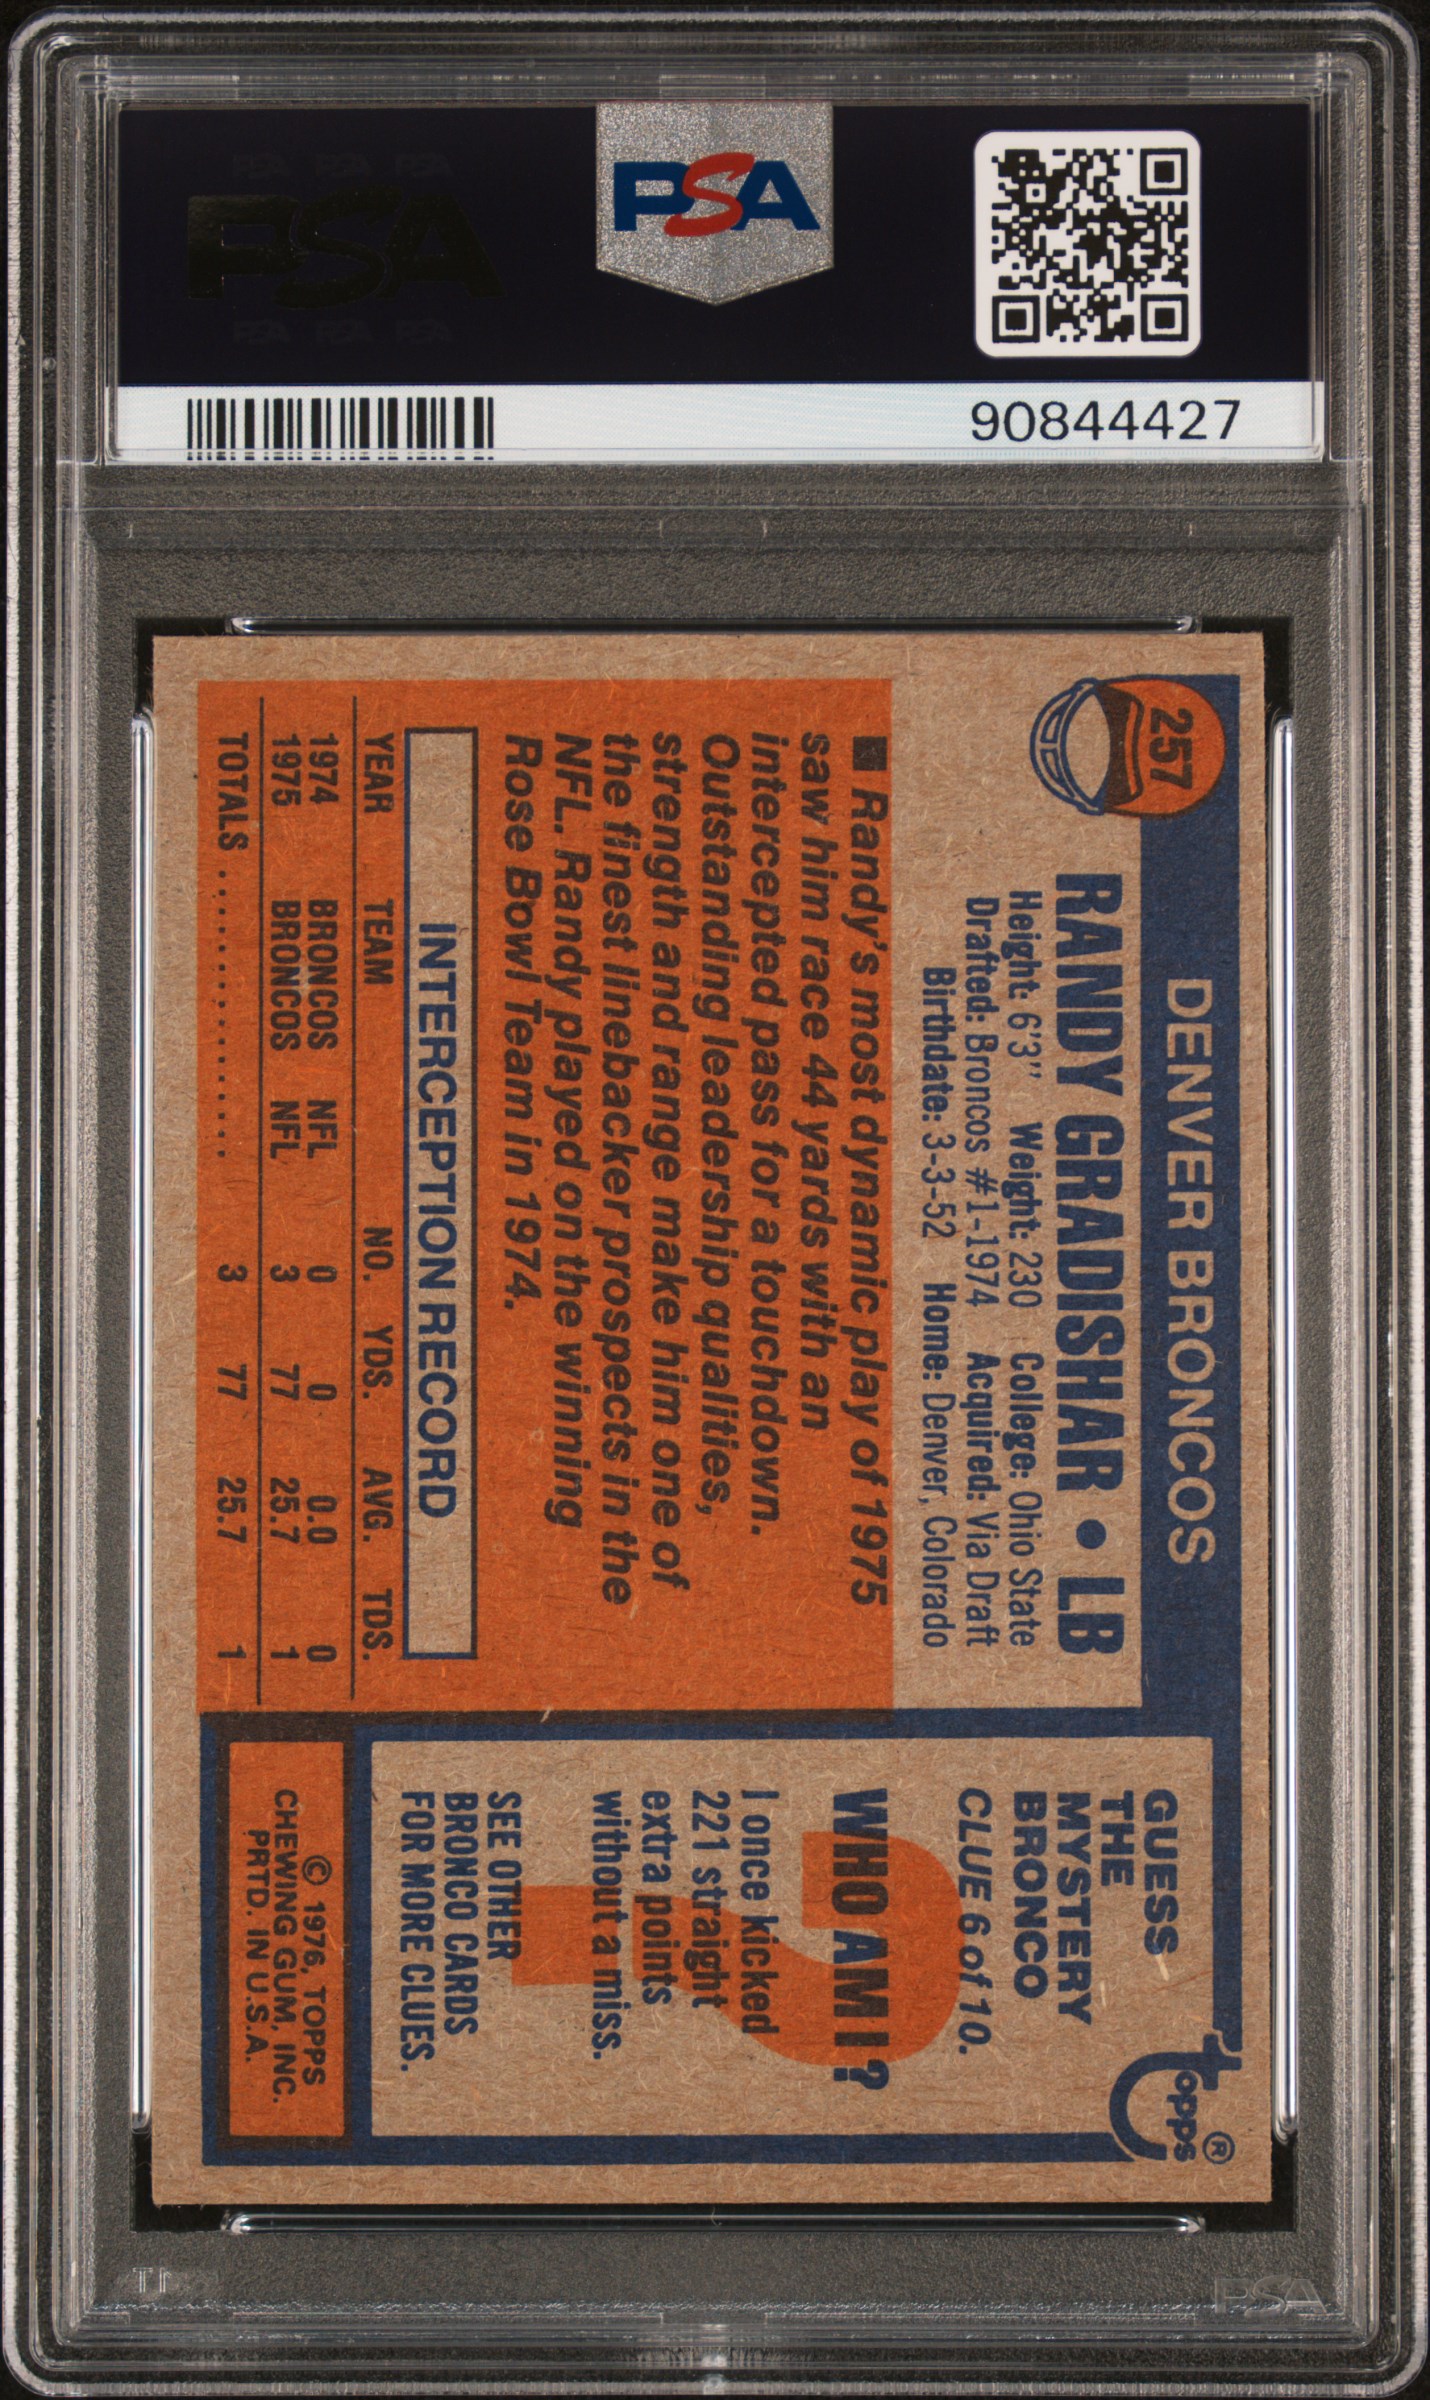 PSA PSA PSA
PSA
PSA PSA PSA
PSA
90844427
257
DENVER BRONCOS
RANDY GRADISHAR • LB
Height: 6'3" Weight: 230 College: Ohio State
Drafted: Broncos #1-1974 Acquired: Via Draft
Birthdate: 3-3-52 Home: Denver, Colorado
■ Randy's most dynamic play of 1975
saw him race 44 yards with an
intercepted pass for a touchdown.
Outstanding leadership qualities,
strength and range make him one of
the finest linebacker prospects in the
NFL. Randy played on the winning
Rose Bowl Team in 1974.
INTERCEPTION RECORD
YEAR TEAM NO. YDS. AVG. TDS.
1974 BRONCOS NFL 0 0 0.0 0
1975 BRONCOS NFL 3 77 25.7 1
TOTALS .................... 3 77 25.7 1
topps®
GUESS
THE
MYSTERY
BRONCO
CLUE 6 of 10.
WHO AM I?
I once kicked
221 straight
extra points
without a miss.
SEE OTHER
BRONCO CARDS
FOR MORE CLUES.
© 1976, TOPPS
CHEWING GUM, INC.
PRTD. IN U.S.A.
PSA